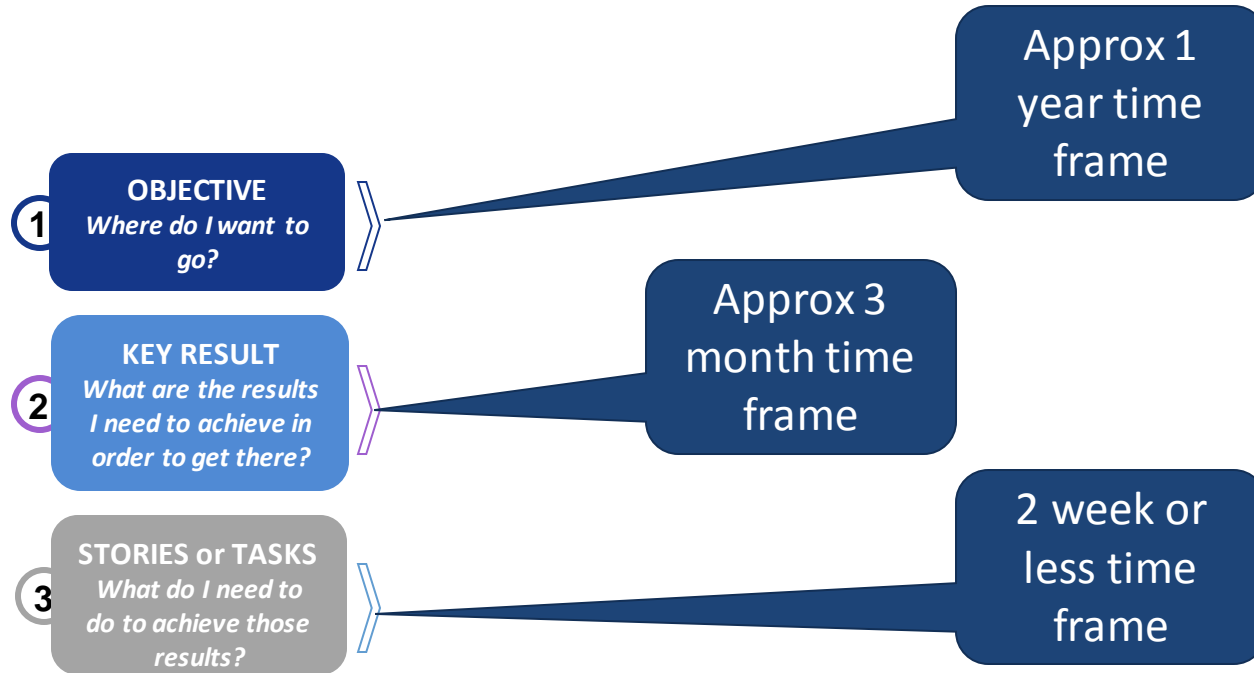 Approx 1
year time
frame
1
OBJECTIVE
Where do I want to
go?
Approx 3
month time
frame
2
KEY RESULT
What are the results
I need to achieve in
order to get there?
2 week or
less time
frame
3
STORIES or TASKS
What do I need to
do to achieve those
results?